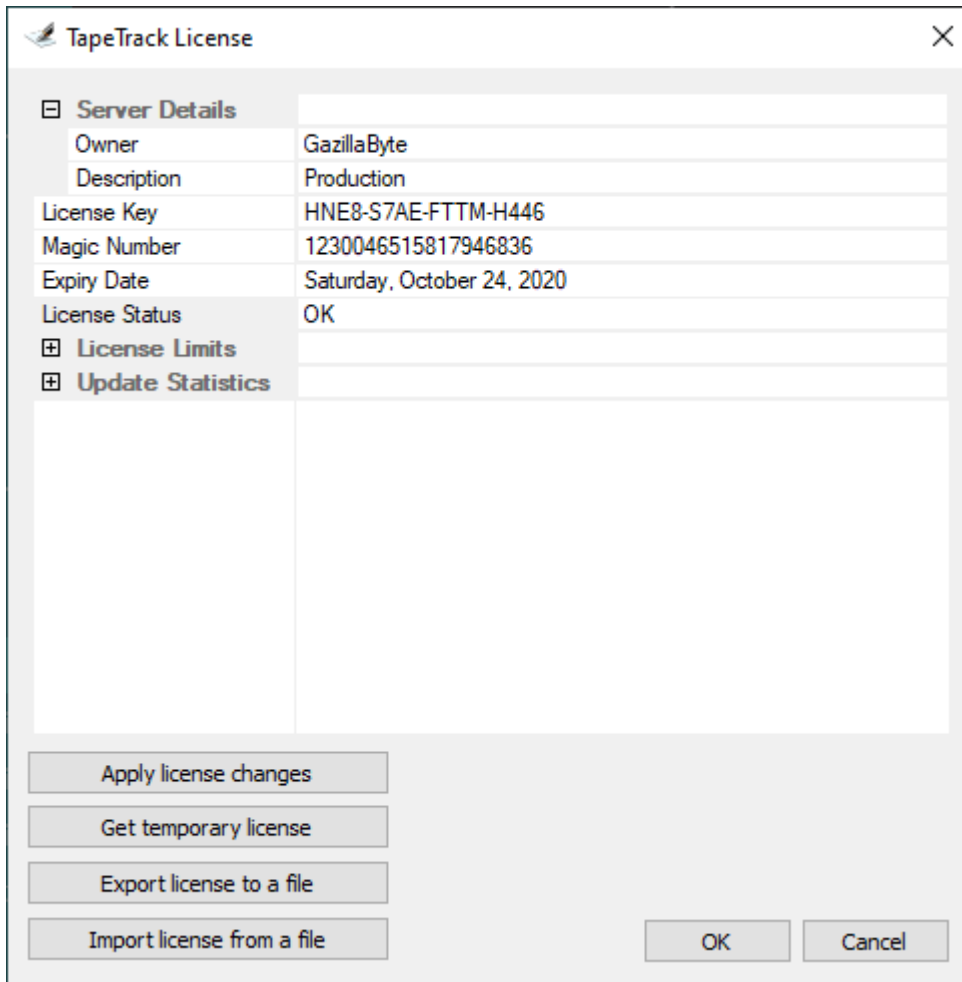 TapeTrack License
Server Details
Owner GazillaByte
Description Production
License Key HNE8-S7AE-FTTM-H446
Magic Number 1230046515817946836
Expiry Date Saturday, October 24, 2020
License Status OK
License Limits
Update Statistics
Apply license changes
Get temporary license
Export license to a file
Import license from a file
OK Cancel